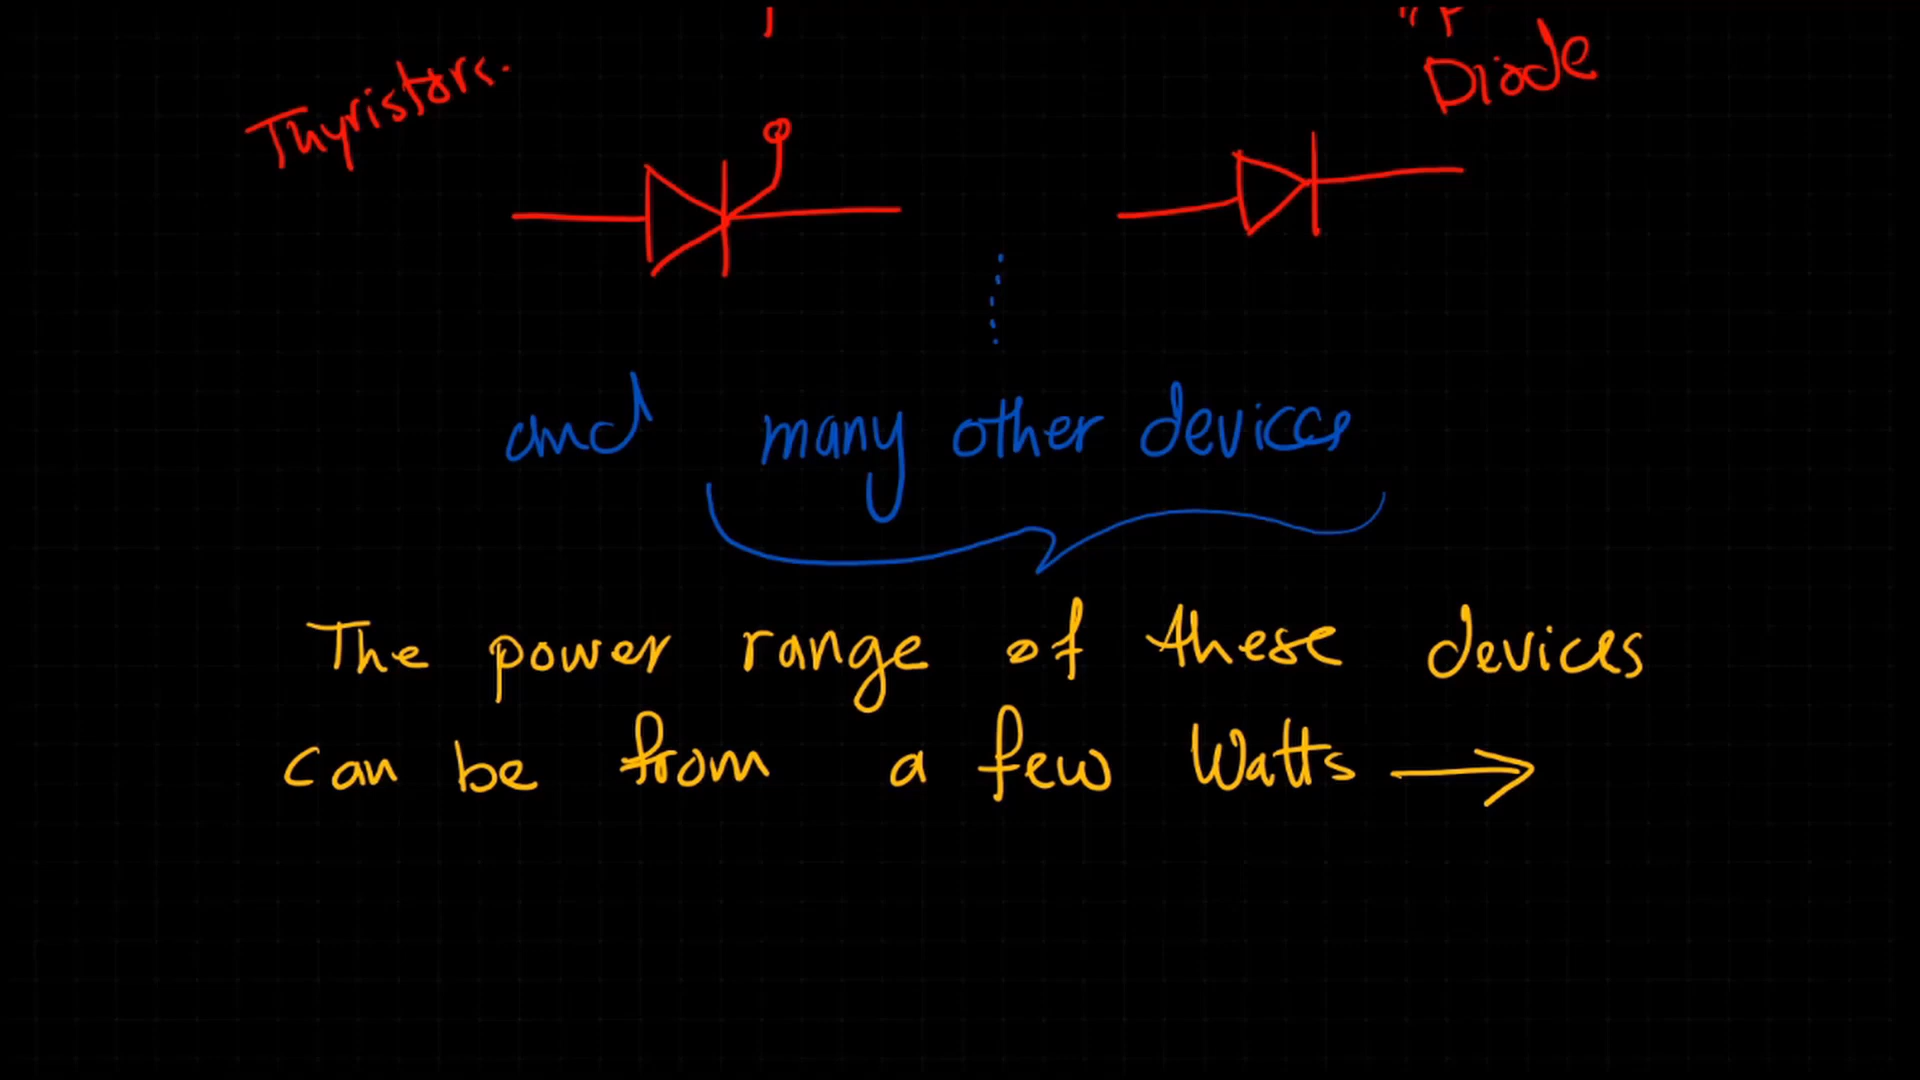 Thyristors.
Diode
and many other devices
The power range of these devices
can be from a few Watts →